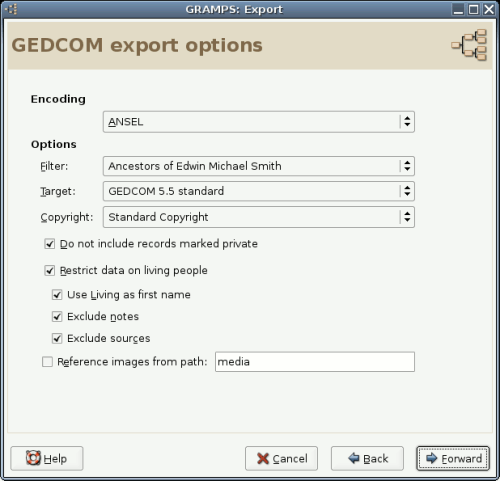 GRAMPS: Export
GEDCOM export options
Encoding
ANSEL
Options
Filter: Ancestors of Edwin Michael Smith
Target: GEDCOM 5.5 standard
Copyright: Standard Copyright
Do not include records marked private
Restrict data on living people
Use Living as first name
Exclude notes
Exclude sources
Reference images from path: media
Help Cancel Back Forward